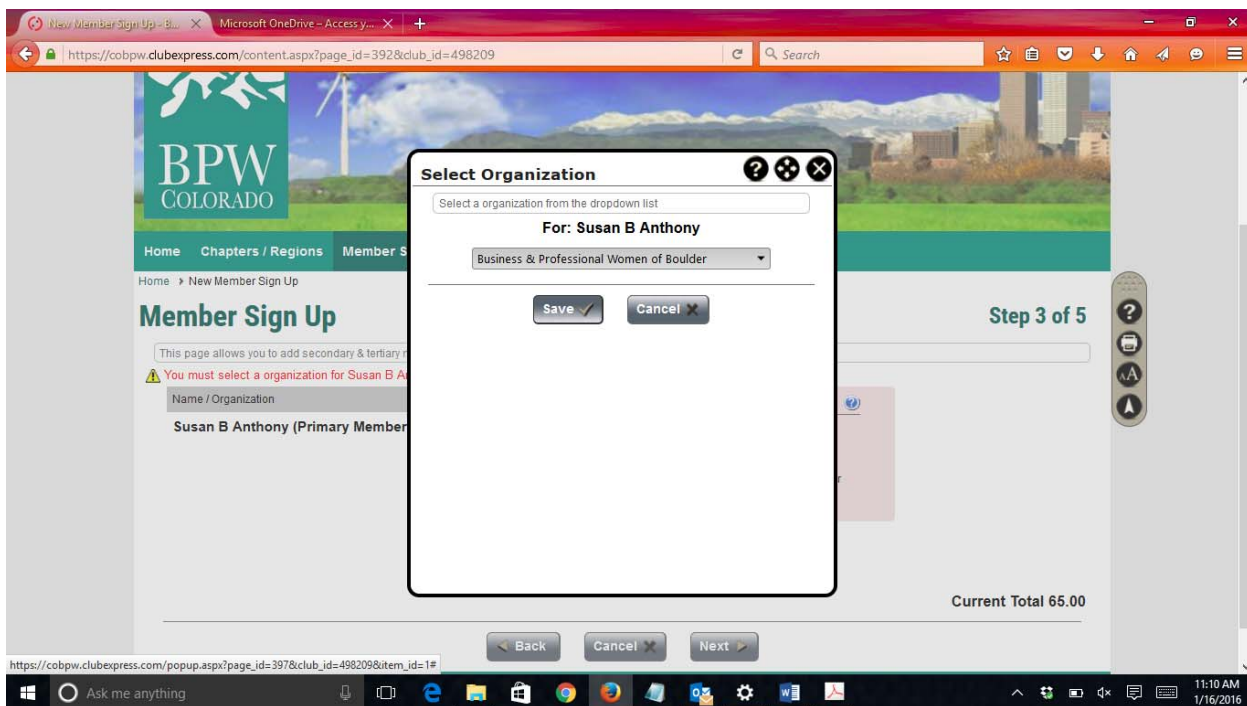 New Member Sign Up - B...
Microsoft OneDrive – Access y...
https://cobpw.clubexpress.com/content.aspx?page_id=392&club_id=498209
Search
BPW
COLORADO
Home Chapters / Regions Member S
Home New Member Sign Up
Member Sign Up
Step 3 of 5
This page allows you to add secondary & tertiary
You must select a organization for Susan B A
Name / Organization
Susan B Anthony (Primary Member
Select Organization
Select a organization from the dropdown list
For: Susan B Anthony
Business & Professional Women of Boulder
Save
Cancel
Current Total 65.00
Back
Cancel
Next
https://cobpw.clubexpress.com/popup.aspx?page_id=397&club_id=498209&item_id=1#
Ask me anything
11:10 AM
1/16/2016